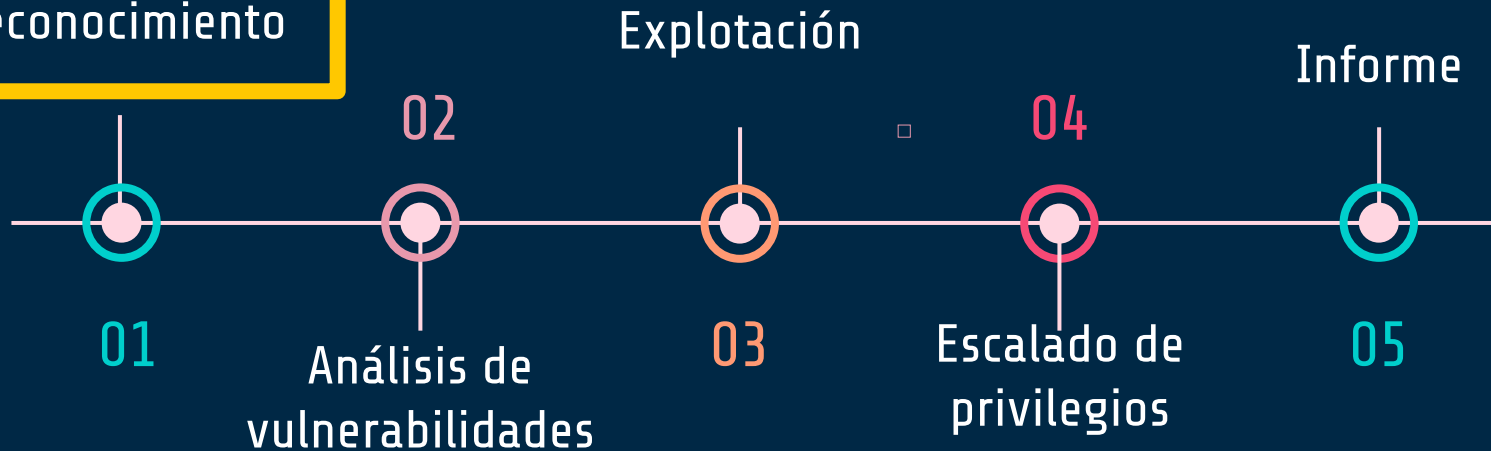 econocimiento
Explotación
Informe
02
04
01
03
05
Análisis de
vulnerabilidades
Escalado de
privilegios